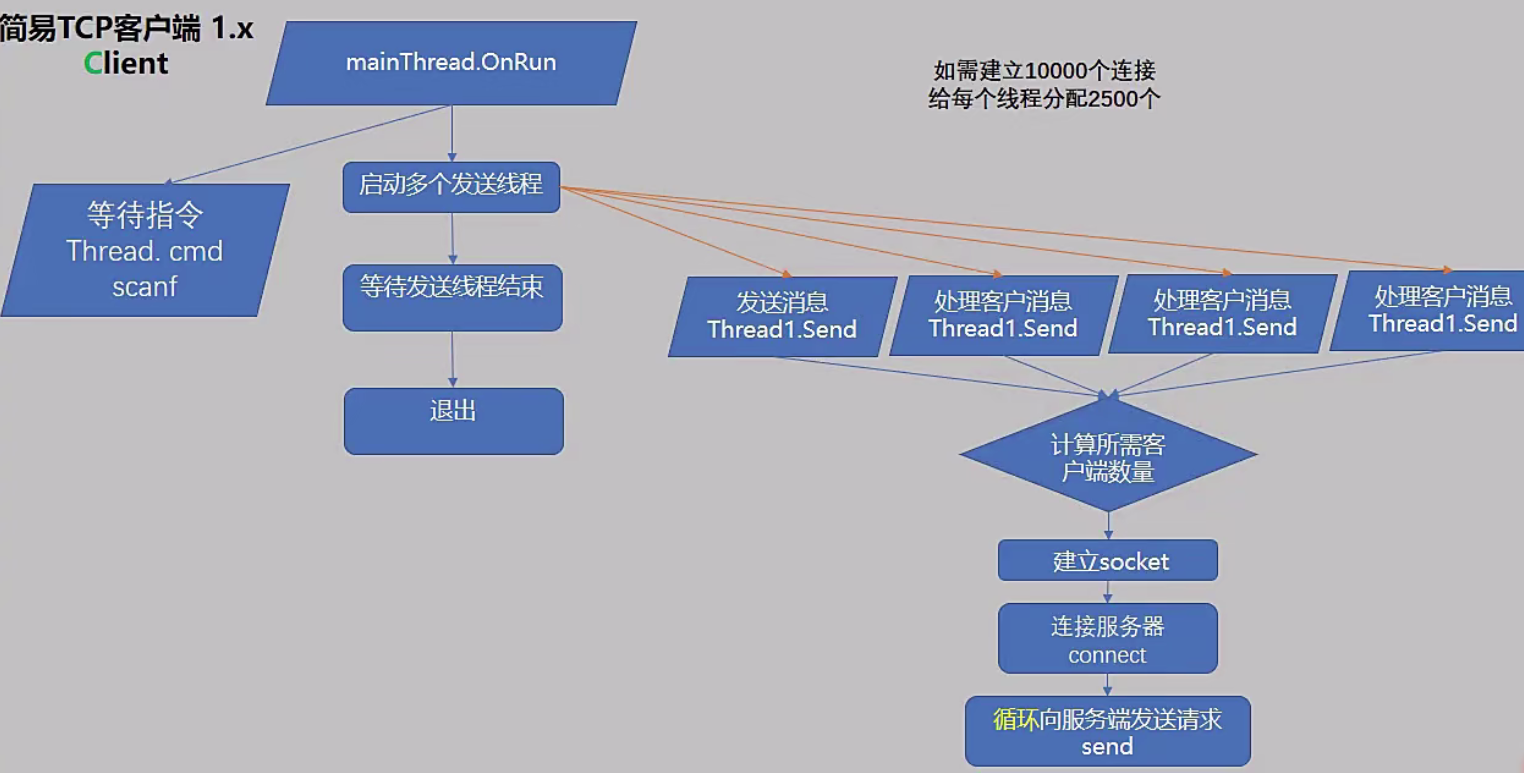 简易TCP客户端 1.x
Client
mainThread.OnRun
如需建立10000个连接
给每个线程分配2500个
等待指令
Thread. cmd
scanf
启动多个发送线程
等待发送线程结束
退出
发送消息
Thread1.Send
处理客户消息
Thread1.Send
处理客户消息
Thread1.Send
处理客户消息
Thread1.Send
计算所需客
户端数量
建立socket
连接服务器
connect
循环向服务端发送请求
send